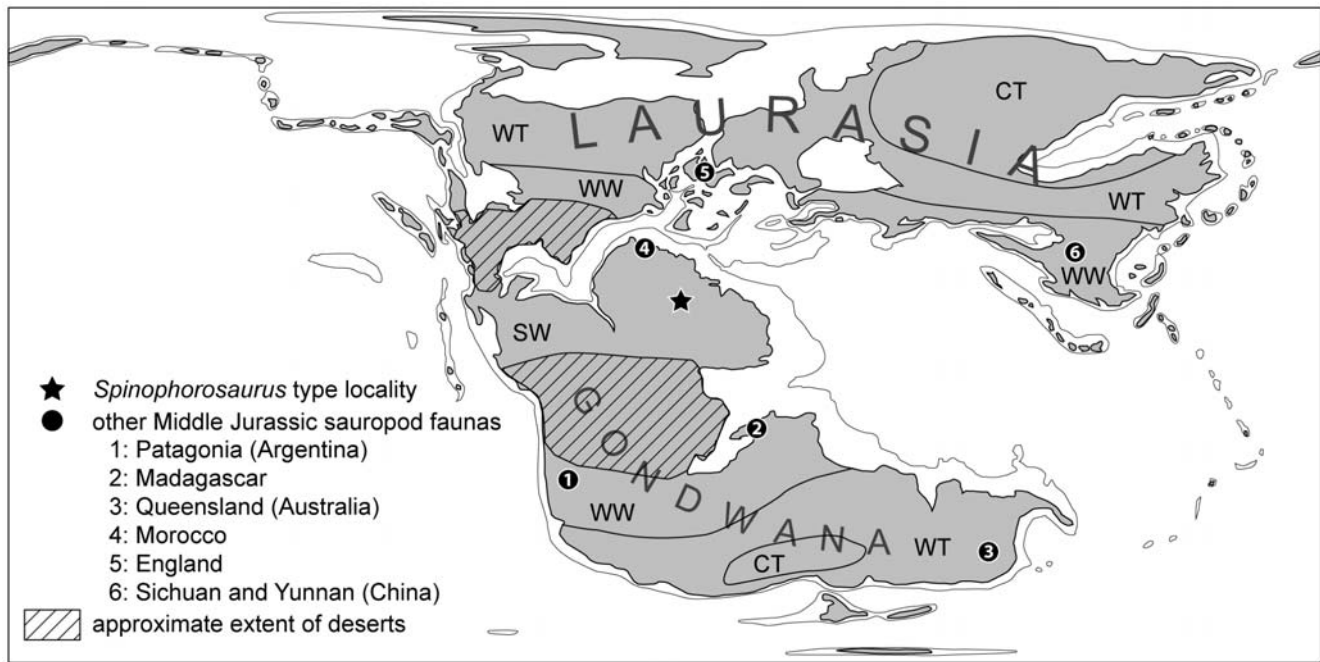 CT
LAURASIA
WT
5
WW
WT
4
6
WW
SW
★ Spinophorosaurus type locality
● other Middle Jurassic sauropod faunas
1: Patagonia (Argentina)
2: Madagascar
3: Queensland (Australia)
4: Morocco
5: England
6: Sichuan and Yunnan (China)
approximate extent of deserts
GONDWANA
2
1
WW
WT
3
CT